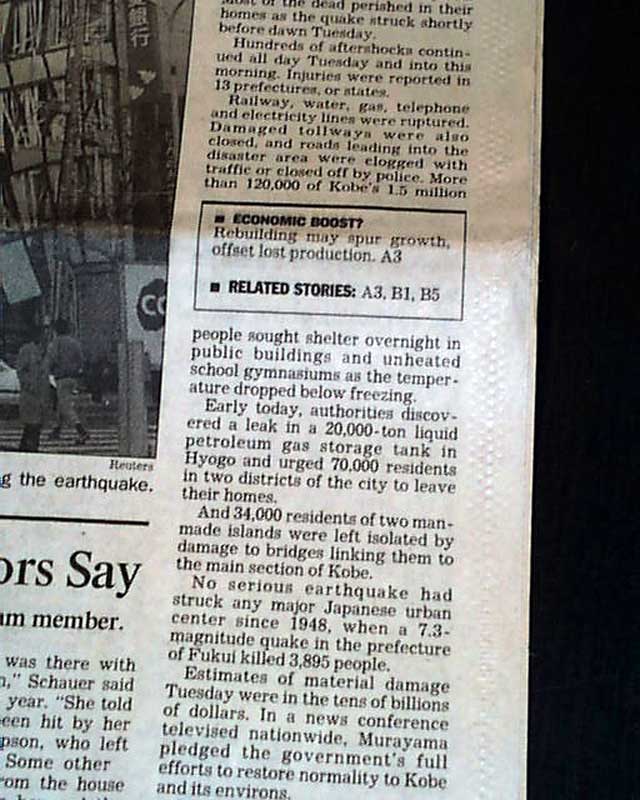 銀行
CO
Reuters
g the earthquake.
ors Say
am member.
was there with
," Schauer said
year. "She told
een hit by her
pson, who left
Some other
rom the house
of the dead perished in their
homes as the quake struck shortly
before dawn Tuesday.
Hundreds of aftershocks contin-
ued all day Tuesday and into this
morning. Injuries were reported in
13 prefectures, or states.
Railway, water, gas, telephone
and electricity lines were ruptured.
Damaged tollways were also
closed, and roads leading into the
disaster area were clogged with
traffic or closed off by police. More
than 120,000 of Kobe's 1.5 million
■ ECONOMIC BOOST?
Rebuilding may spur growth,
offset lost production. A3
■ RELATED STORIES: A3, B1, B5
people sought shelter overnight in
public buildings and unheated
school gymnasiums as the temper-
ature dropped below freezing.
Early today, authorities discov-
ered a leak in a 20,000-ton liquid
petroleum gas storage tank in
Hyogo and urged 70,000 residents
in two districts of the city to leave
their homes.
And 34,000 residents of two man-
made islands were left isolated by
damage to bridges linking them to
the main section of Kobe.
No serious earthquake had
struck any major Japanese urban
center since 1948, when a 7.3-
magnitude quake in the prefecture
of Fukui killed 3,895 people.
Estimates of material damage
Tuesday were in the tens of billions
of dollars. In a news conference
televised nationwide, Murayama
pledged the government's full
efforts to restore normality to Kobe
and its environs.